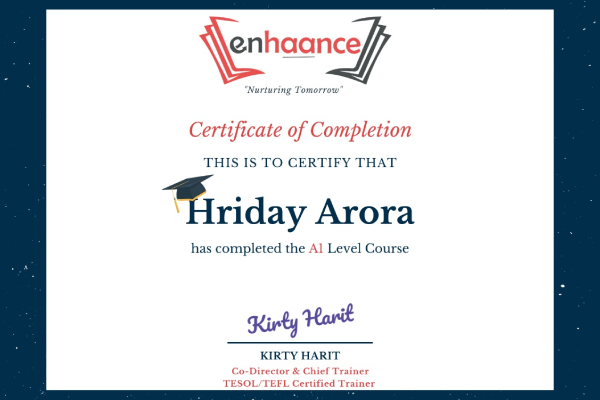 enhaance
"Nurturing Tomorrow"
Certificate of Completion
THIS IS TO CERTIFY THAT
Hriday Arora
has completed the A1 Level Course
Kirty Harit
KIRTY HARIT
Co-Director & Chief Trainer
TESOL/TEFL Certified Trainer